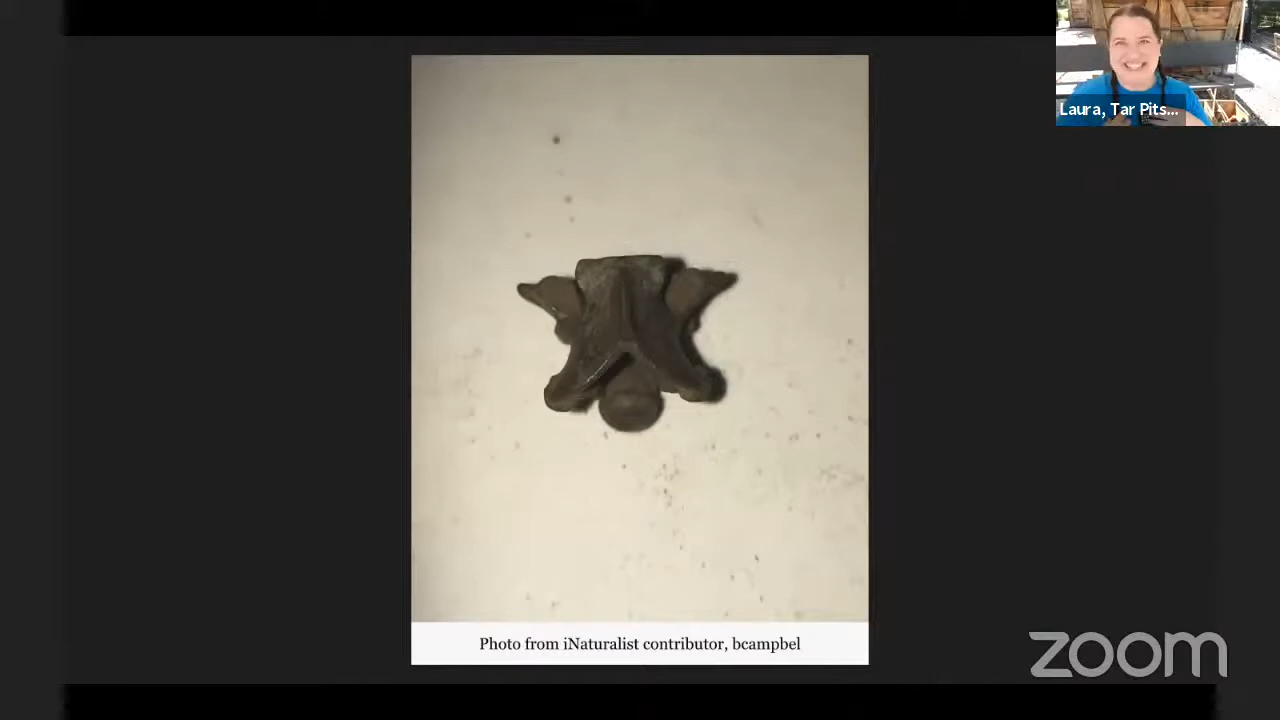 Laura, Tar Pits...
Photo from iNaturalist contributor, bcampbel
zoom